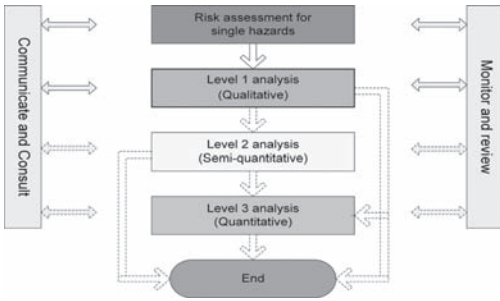 Risk assessment for
single hazards
Communicate and Consult
Level 1 analysis
(Qualitative)
Monitor and review
Level 2 analysis
(Semi-quantitative)
Level 3 analysis
(Quantitative)
End